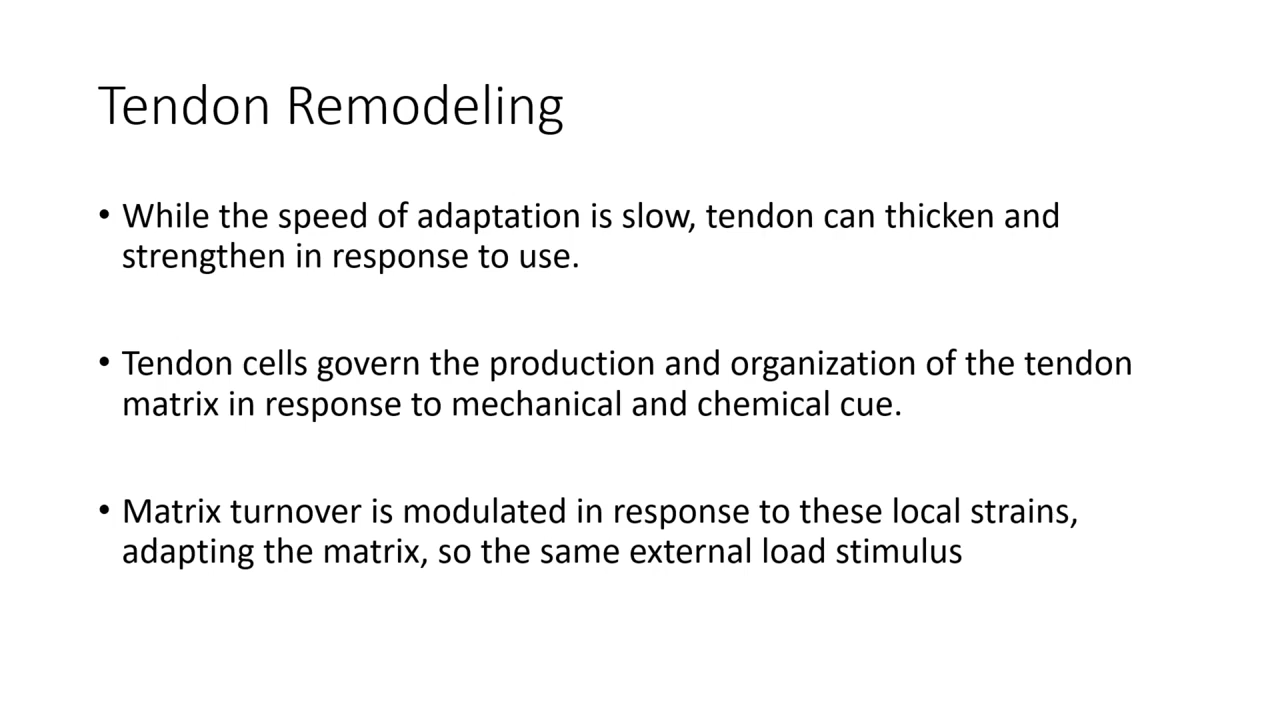 Tendon Remodeling
• While the speed of adaptation is slow, tendon can thicken and
strengthen in response to use.
• Tendon cells govern the production and organization of the tendon
matrix in response to mechanical and chemical cue.
• Matrix turnover is modulated in response to these local strains,
adapting the matrix, so the same external load stimulus